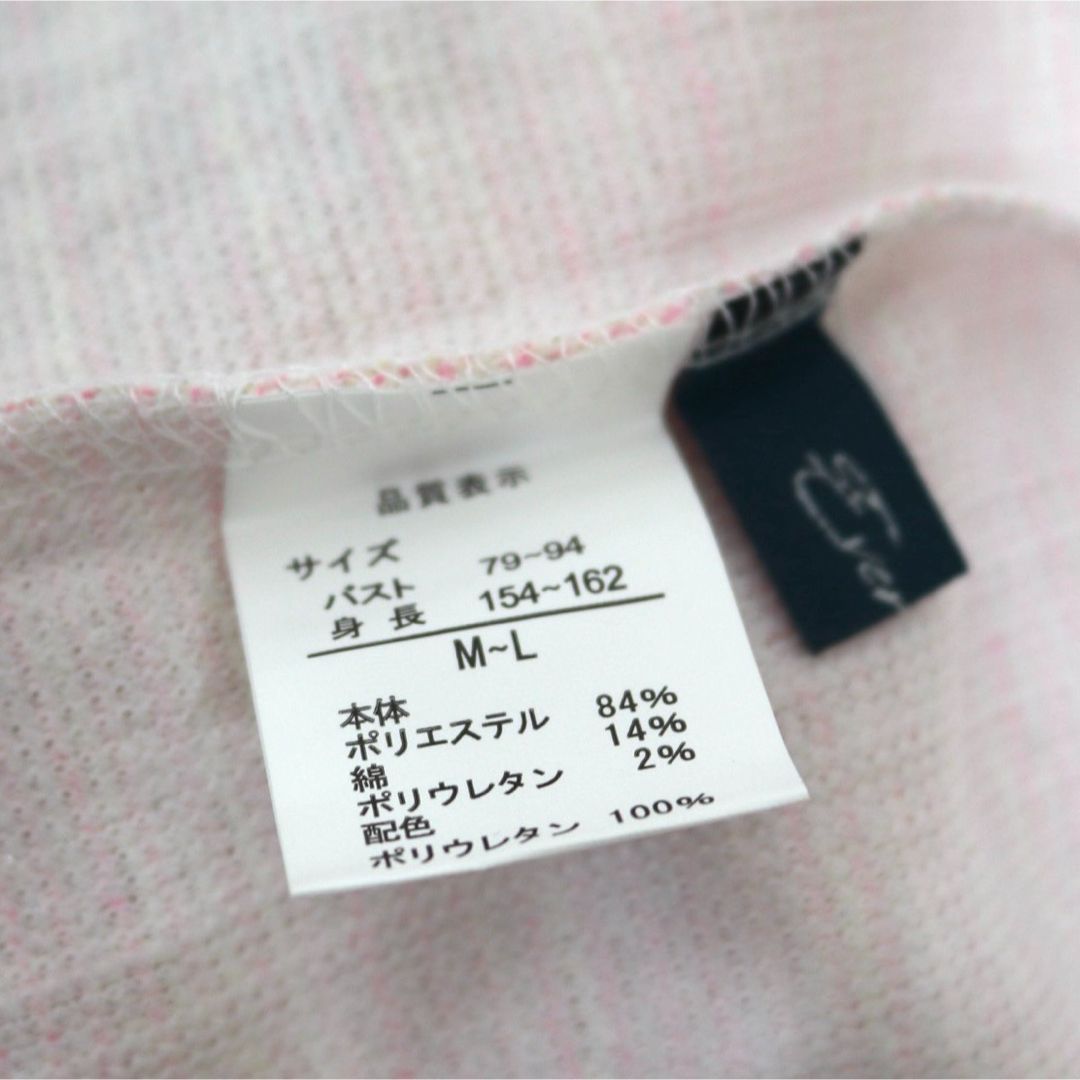 品質表示
サイズ
バスト 79~94
身長 154~162
M~L
本体
ポリエステル 84%
綿 14%
ポリウレタン 2%
配色
ポリウレタン 100%